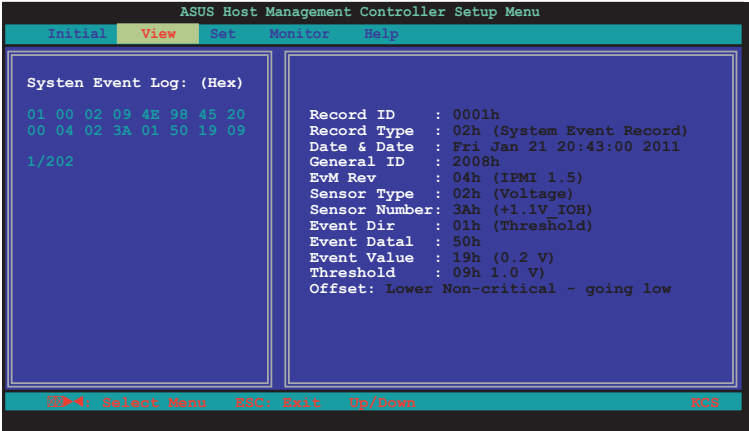 ASUS Host Management Controller Setup Menu
Initial View Set Monitor Help
Systen Event Log: (Hex)
01 00 02 09 4E 98 45 20
00 04 02 3A 01 50 19 09
1/202
Record ID : 0001h
Record Type : 02h (System Event Record)
Date & Date : Fri Jan 21 20:43:00 2011
General ID : 2008h
EvM Rev : 04h (IPMI 1.5)
Sensor Type : 02h (Voltage)
Sensor Number: 3Ah (+1.1V_IOH)
Event Dir : 01h (Threshold)
Event Datal : 50h
Event Value : 19h (0.2 V)
Threshold : 09h 1.0 V)
Offset: Lower Non-critical - going low
: Select Manu ESC: Exit Up/Down KCS